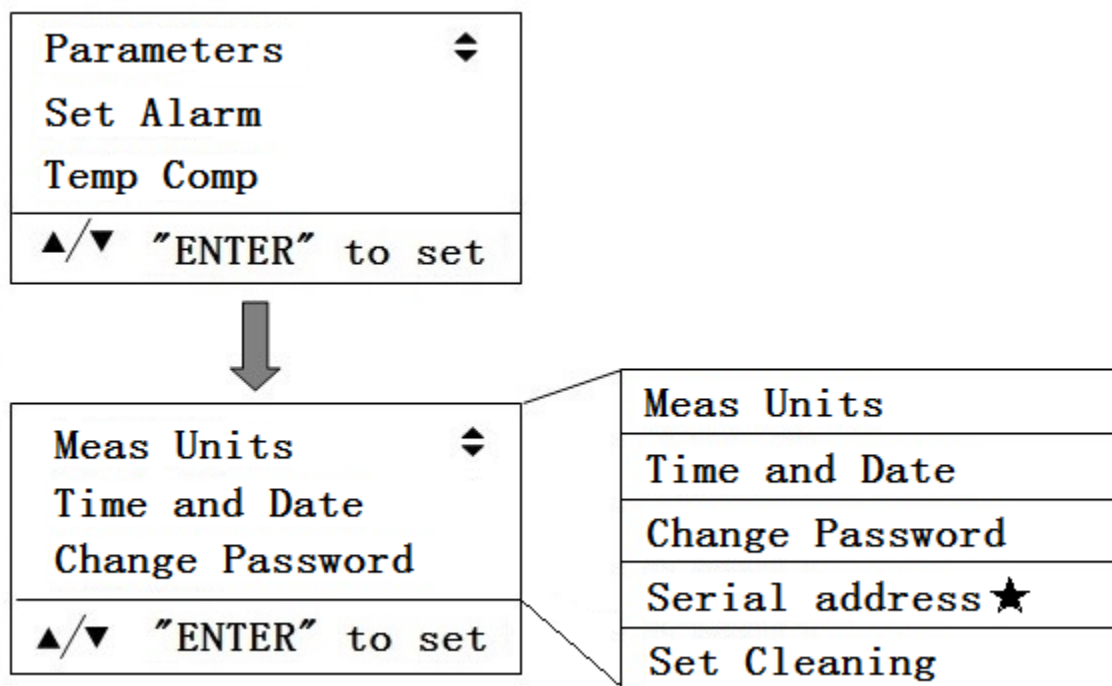 Parameters
Set Alarm
Temp Comp
▲/▼ "ENTER" to set
Meas Units
Time and Date
Change Password
▲/▼ "ENTER" to set
Meas Units
Time and Date
Change Password
Serial address★
Set Cleaning